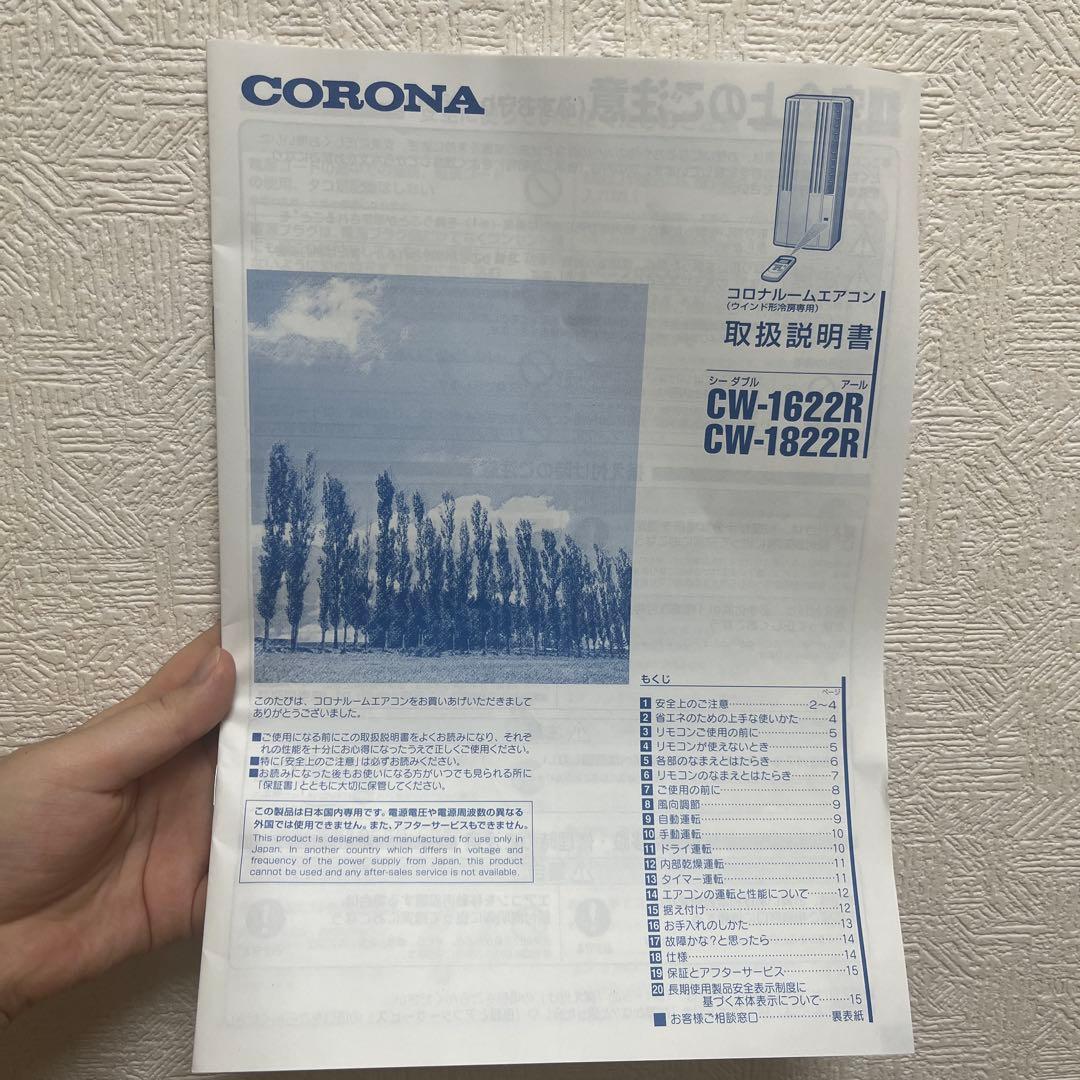 CORONA
コロナルームエアコン
(ウインド形冷房専用)
取扱説明書
シー ダブル アール
CW-1622R
CW-1822R
このたびは、コロナルームエアコンをお買いあげいただきまして
ありがとうございました。
■ご使用になる前にこの取扱説明書をよくお読みになり、それぞ
れの性能を十分にお心得になったうえで正しくご使用ください。
■特に「安全上のご注意」は必ずお読みください。
■お読みになった後もお使いになる方がいつでも見られる所に
「保証書」とともに大切に保管してください。
この製品は日本国内専用です。電源電圧や電源周波数の異なる
外国では使用できません。また、アフターサービスもできません。
This product is designed and manufactured for use only in
Japan. In another country which differs in voltage and
frequency of the power supply from Japan, this product
cannot be used and any after-sales service is not available.
もくじ
ページ
1 安全上のご注意 2〜4
2 省エネのための上手な使いかた 4
3 リモコンご使用の前に 5
4 リモコンが使えないとき 5
5 各部のなまえとはたらき 6
6 リモコンのなまえとはたらき 7
7 ご使用の前に 8
8 風向調節 9
9 自動運転 9
10 手動運転 10
11 ドライ運転 10
12 内部乾燥運転 11
13 タイマー運転 11
14 エアコンの運転と性能について 12
15 据え付け 12
16 お手入れのしかた 13
17 故障かな?と思ったら 14
18 仕様 14
19 保証とアフターサービス 15
20 長期使用製品安全表示制度に
基づく本体表示について 15
■ お客様ご相談窓口 裏表紙